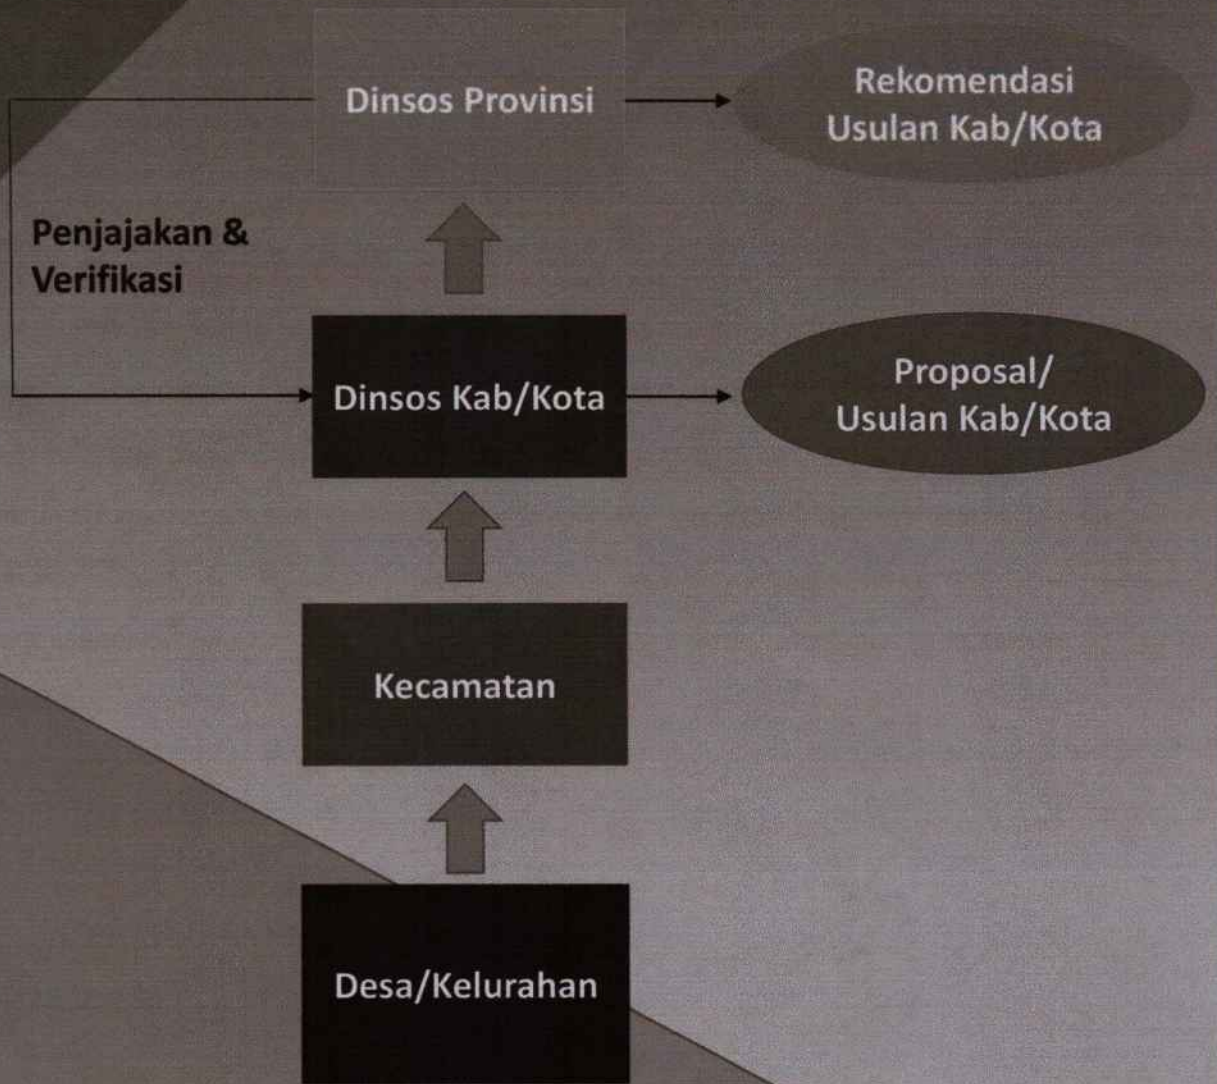 Dinsos Provinsi
Rekomendasi
Usulan Kab/Kota
Penjajakan &
Verifikasi
Dinsos Kab/Kota
Proposal/
Usulan Kab/Kota
Kecamatan
Desa/Kelurahan